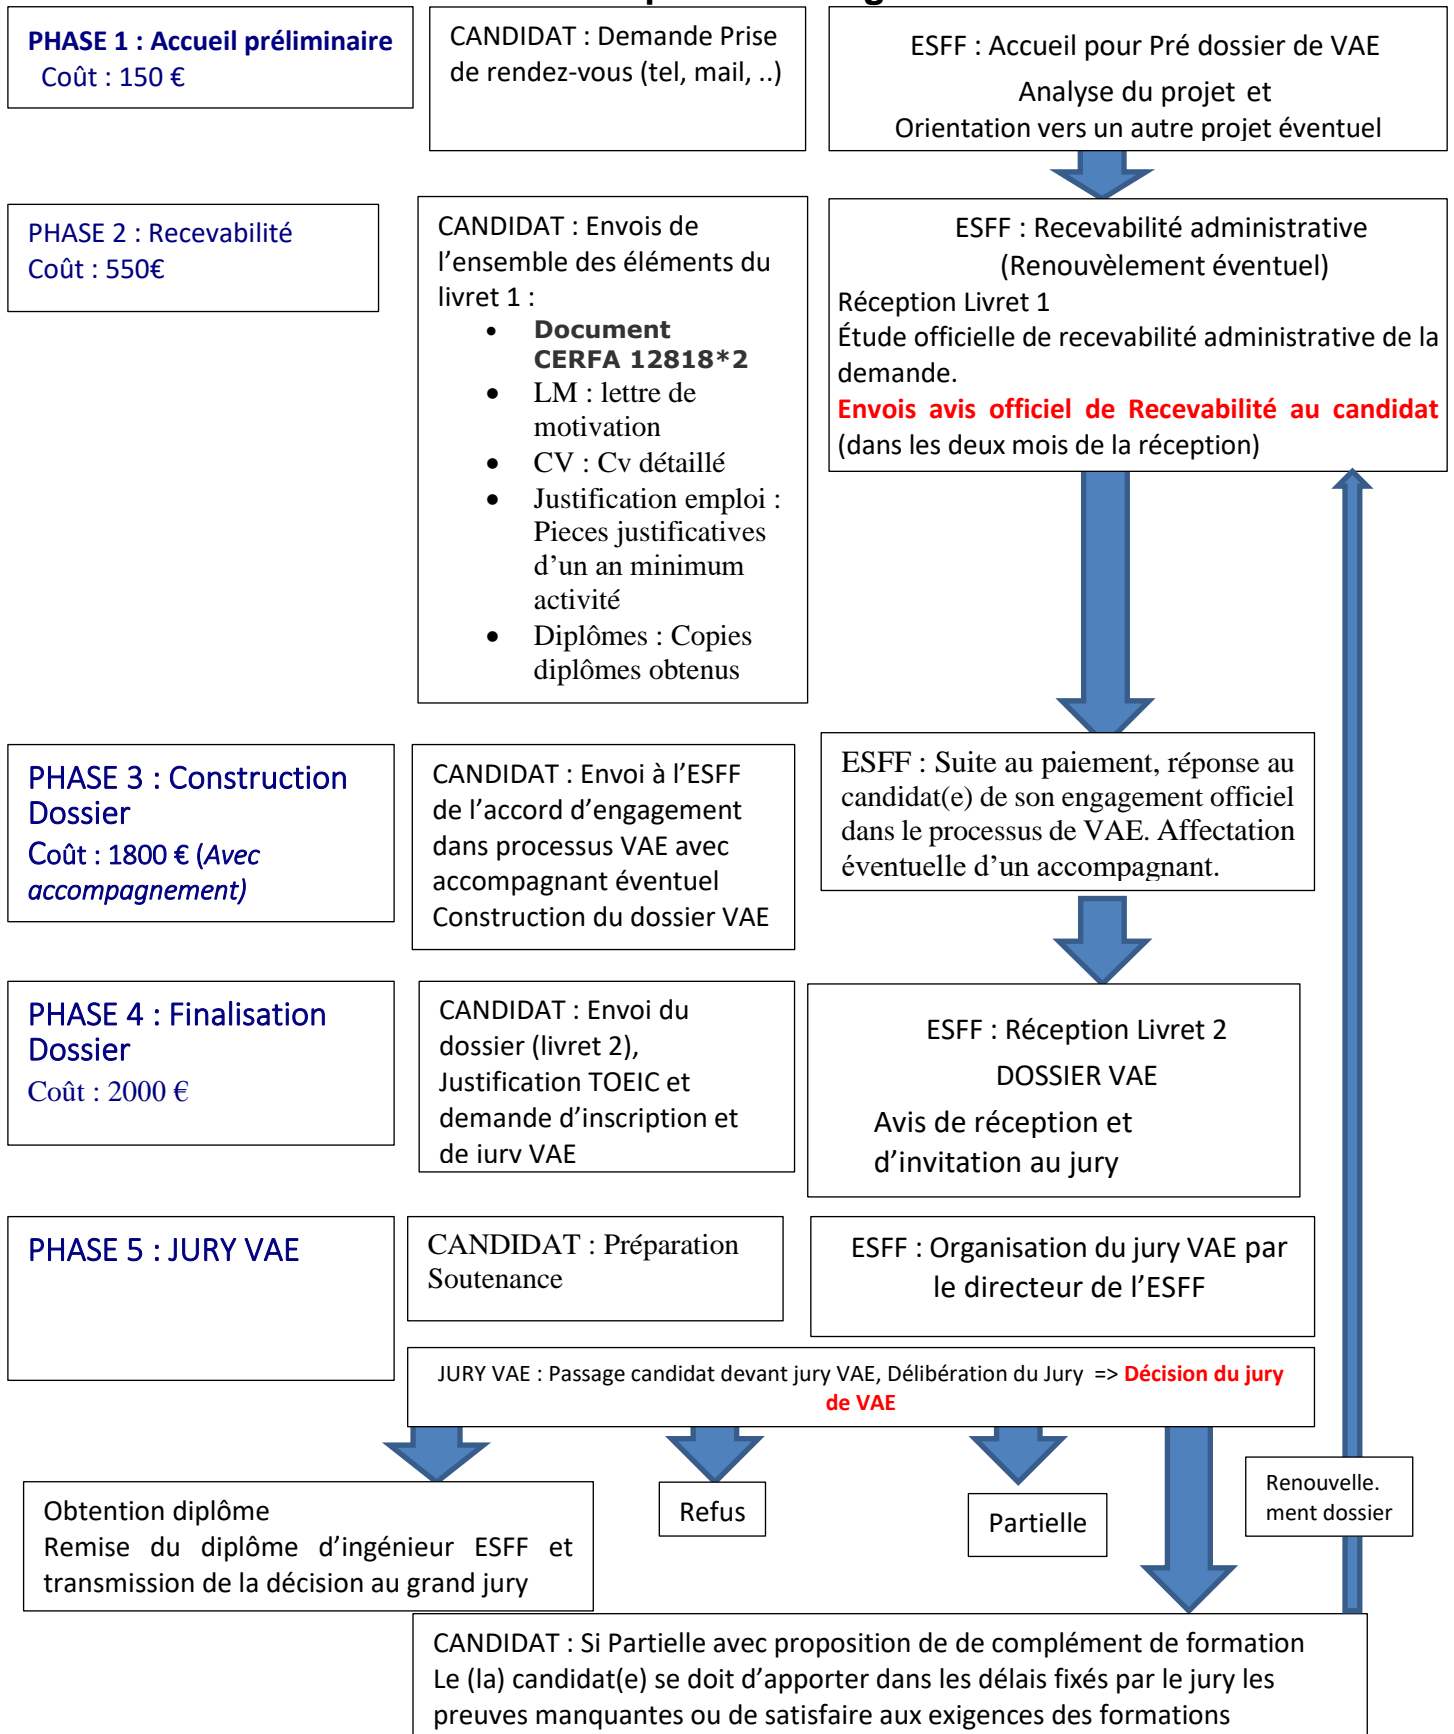 PHASE 1 : Accueil préliminaire
Coût : 150 €
CANDIDAT : Demande Prise
de rendez-vous (tel, mail, ..)
ESFF : Accueil pour Pré dossier de VAE
Analyse du projet et
Orientation vers un autre projet éventuel
PHASE 2 : Recevabilité
Coût : 550€
CANDIDAT : Envois de
l’ensemble des éléments du
livret 1 :
• Document
CERFA 12818*2
• LM : lettre de
motivation
• CV : Cv détaillé
• Justification emploi :
Pieces justificatives
d’un an minimum
activité
• Diplômes : Copies
diplômes obtenus
ESFF : Recevabilité administrative
(Renouvèlement éventuel)
Réception Livret 1
Étude officielle de recevabilité administrative de la
demande.
Envois avis officiel de Recevabilité au candidat
(dans les deux mois de la réception)
PHASE 3 : Construction
Dossier
Coût : 1800 € (Avec
accompagnement)
CANDIDAT : Envoi à l’ESFF
de l’accord d’engagement
dans processus VAE avec
accompagnant éventuel
Construction du dossier VAE
ESFF : Suite au paiement, réponse au
candidat(e) de son engagement officiel
dans le processus de VAE. Affectation
éventuelle d’un accompagnant.
PHASE 4 : Finalisation
Dossier
Coût : 2000 €
CANDIDAT : Envoi du
dossier (livret 2),
Justification TOEIC et
demande d’inscription et
de jury VAE
ESFF : Réception Livret 2
DOSSIER VAE
Avis de réception et
d’invitation au jury
PHASE 5 : JURY VAE
CANDIDAT : Préparation
Soutenance
ESFF : Organisation du jury VAE par
le directeur de l’ESFF
JURY VAE : Passage candidat devant jury VAE, Délibération du Jury => Décision du jury
de VAE
Obtention diplôme
Remise du diplôme d’ingénieur ESFF et
transmission de la décision au grand jury
Refus
Partielle
Renouvelle.
ment dossier
CANDIDAT : Si Partielle avec proposition de de complément de formation
Le (la) candidat(e) se doit d’apporter dans les délais fixés par le jury les
preuves manquantes ou de satisfaire aux exigences des formations